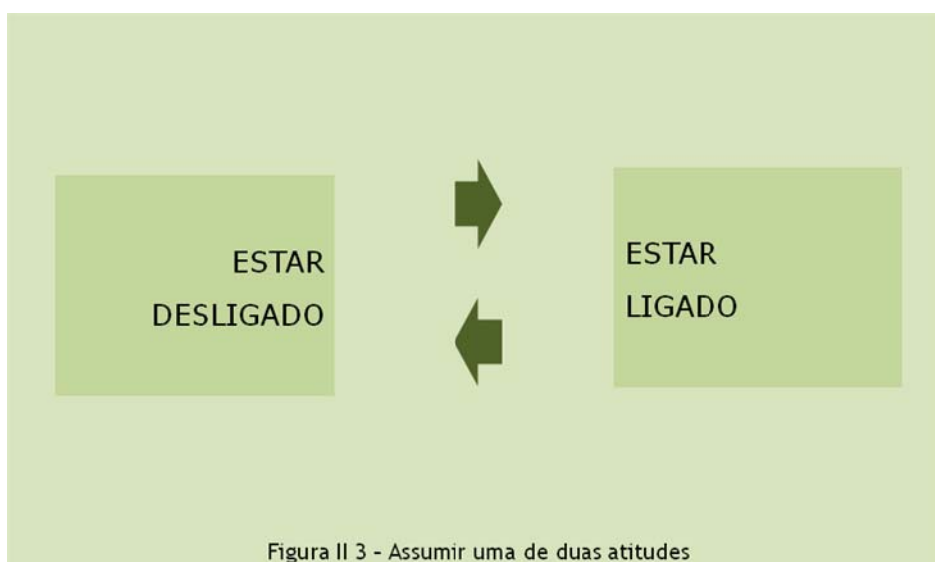 ESTAR
DESLIGADO
ESTAR
LIGADO
Figura II 3 - Assumir uma de duas atitudes